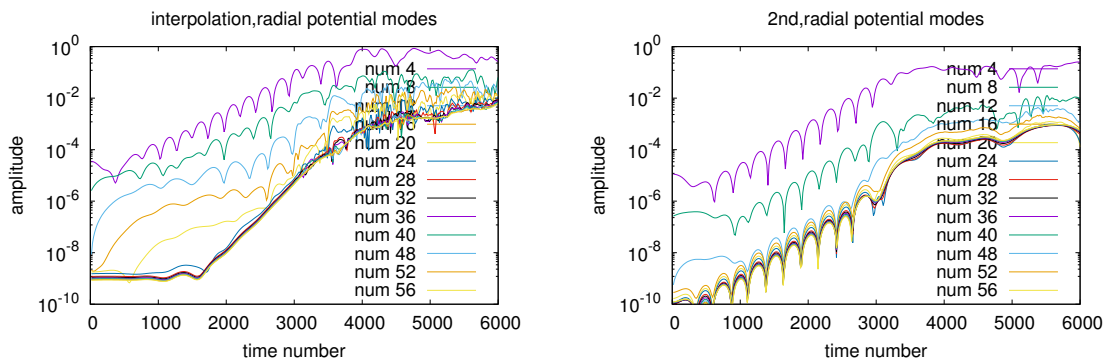 interpolation,radial potential modes
10^0
10^-2
10^-4
10^-6
10^-8
10^-10
amplitude
num 4
num 8
num 12
num 16
num 20
num 24
num 28
num 32
num 36
num 40
num 48
num 52
num 56
0 1000 2000 3000 4000 5000 6000
time number
2nd,radial potential modes
10^0
10^-2
10^-4
10^-6
10^-8
10^-10
amplitude
num 4
num 8
num 12
num 16
num 20
num 24
num 28
num 32
num 36
num 40
num 48
num 52
num 56
0 1000 2000 3000 4000 5000 6000
time number